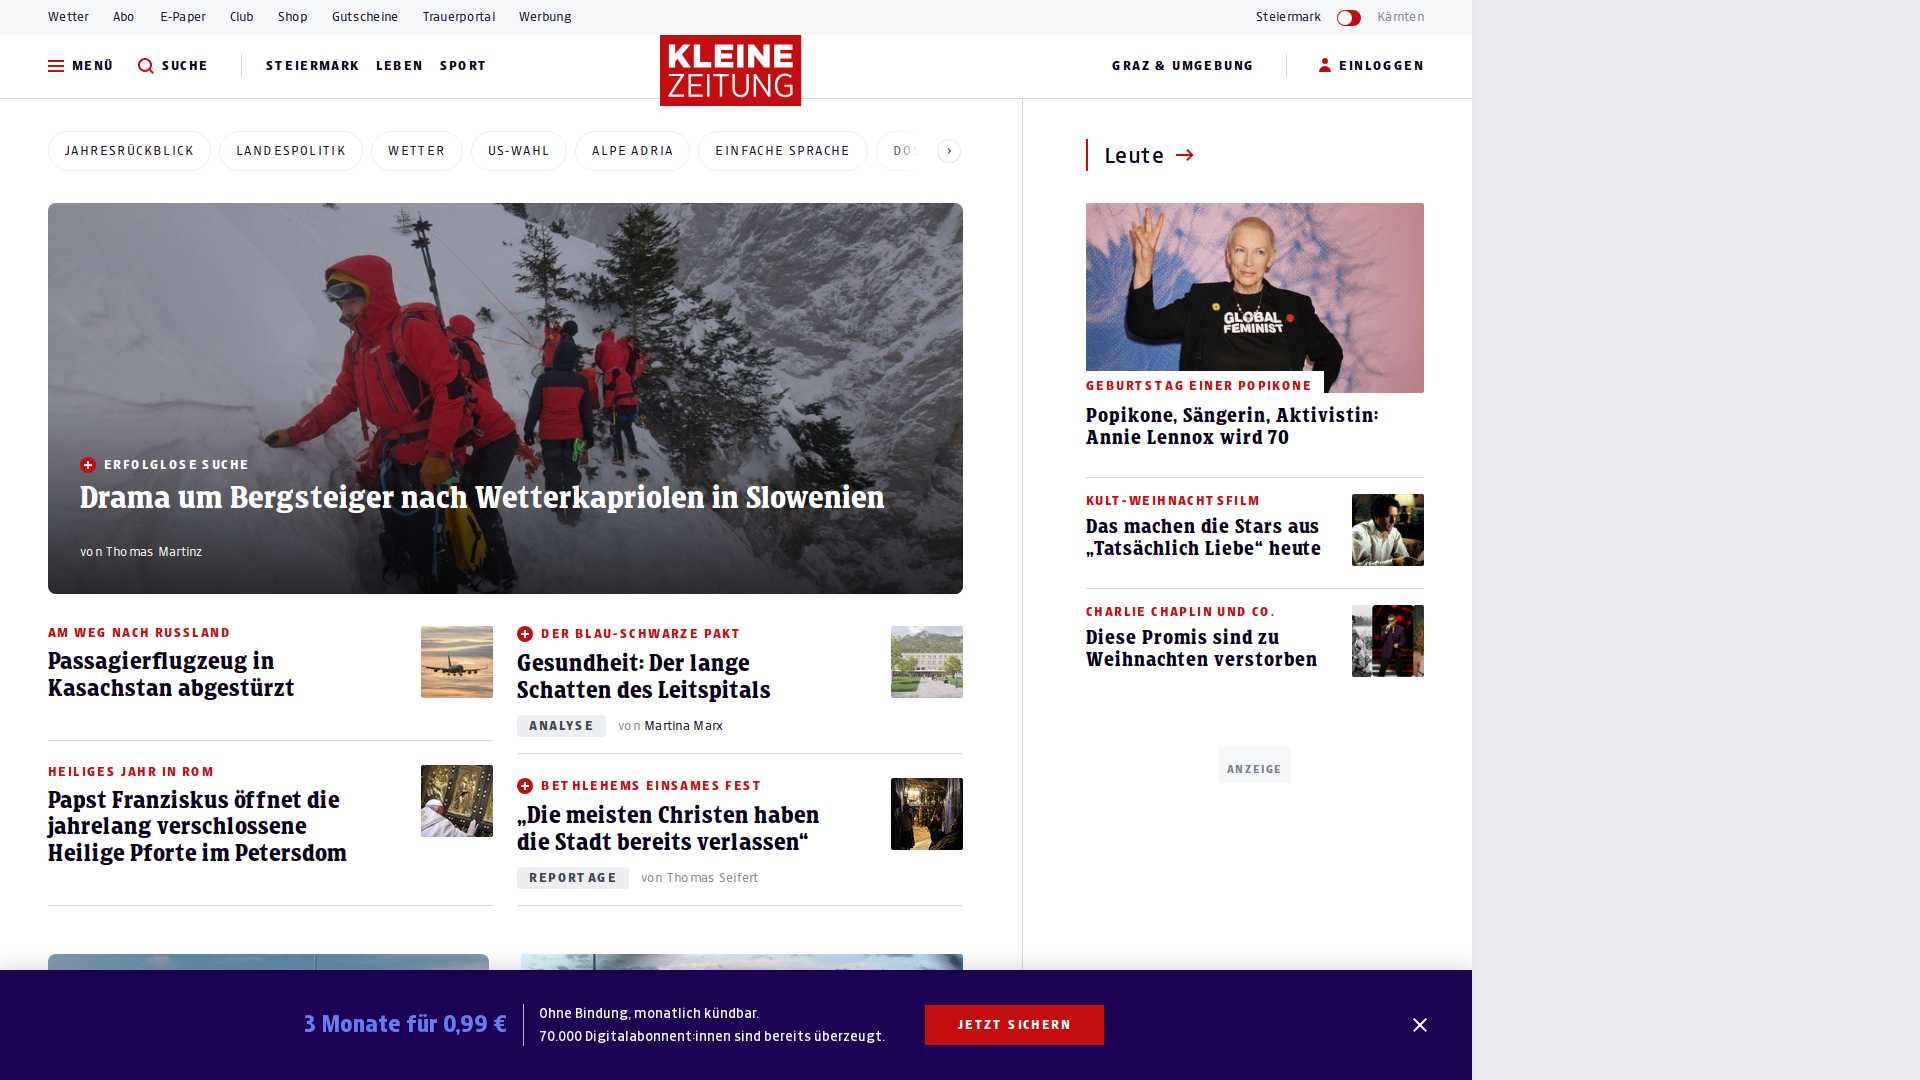 Wetter Abo E-Paper Club Shop Gutscheine Trauerportal Werbung Steiermark Kärnten
MENÜ SUCHE STEIERMARK LEBEN SPORT KLEINE ZEITUNG GRAZ & UMGEBUNG EINLOGGEN
JAHRESRÜCKBLICK LANDESPOLITIK WETTER US-WAHL ALPE ADRIA EINFACHE SPRACHE
ERFOLGLOSE SUCHE
Drama um Bergsteiger nach Wetterkapriolen in Slowenien
von Thomas Martinz
AM WEG NACH RUSSLAND
Passagierflugzeug in
Kasachstan abgestürzt
DER BLAU-SCHWARZE PAKT
Gesundheit: Der lange
Schatten des Leitspitals
ANALYSE von Martina Marx
HEILIGES JAHR IN ROM
Papst Franziskus öffnet die
jahrelang verschlossene
Heilige Pforte im Petersdom
BETHLEHEMS EINSAMES FEST
„Die meisten Christen haben
die Stadt bereits verlassen“
REPORTAGE von Thomas Seifert
Leute
GLOBAL
FEMINIST
GEBURTSTAG EINER POPIKONE
Popikone, Sängerin, Aktivistin:
Annie Lennox wird 70
KULT-WEIHNACHTSFILM
Das machen die Stars aus
„Tatsächlich Liebe“ heute
CHARLIE CHAPLIN UND CO.
Diese Promis sind zu
Weihnachten verstorben
ANZEIGE
3 Monate für 0,99 €
Ohne Bindung, monatlich kündbar.
70.000 Digitalabonnent:innen sind bereits überzeugt.
JETZT SICHERN